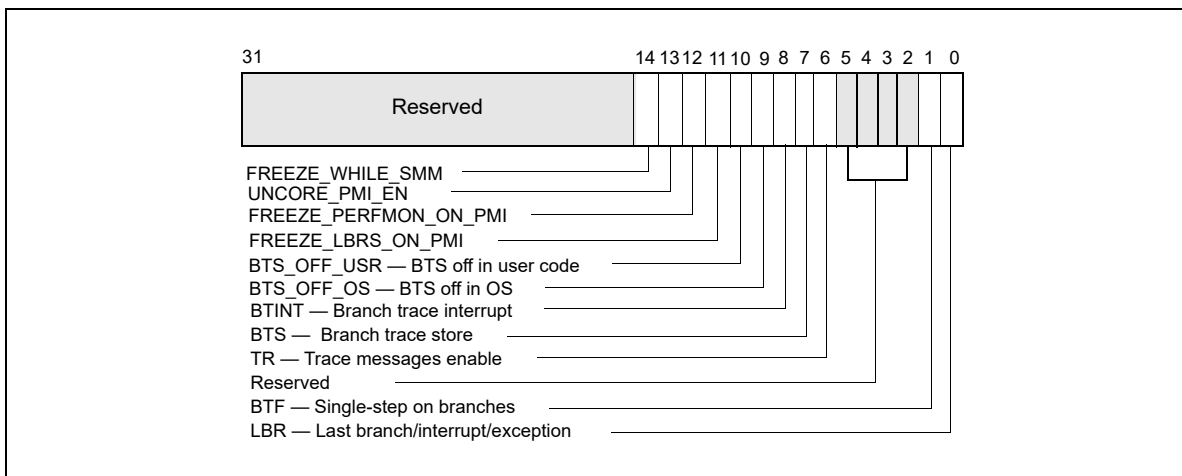 31 14 13 12 11 10 9 8 7 6 5 4 3 2 1 0
Reserved
FREEZE_WHILE_SMM
UNCORE_PMI_EN
FREEZE_PERFMON_ON_PMI
FREEZE_LBRS_ON_PMI
BTS_OFF_USR — BTS off in user code
BTS_OFF_OS — BTS off in OS
BTINT — Branch trace interrupt
BTS — Branch trace store
TR — Trace messages enable
Reserved
BTF — Single-step on branches
LBR — Last branch/interrupt/exception